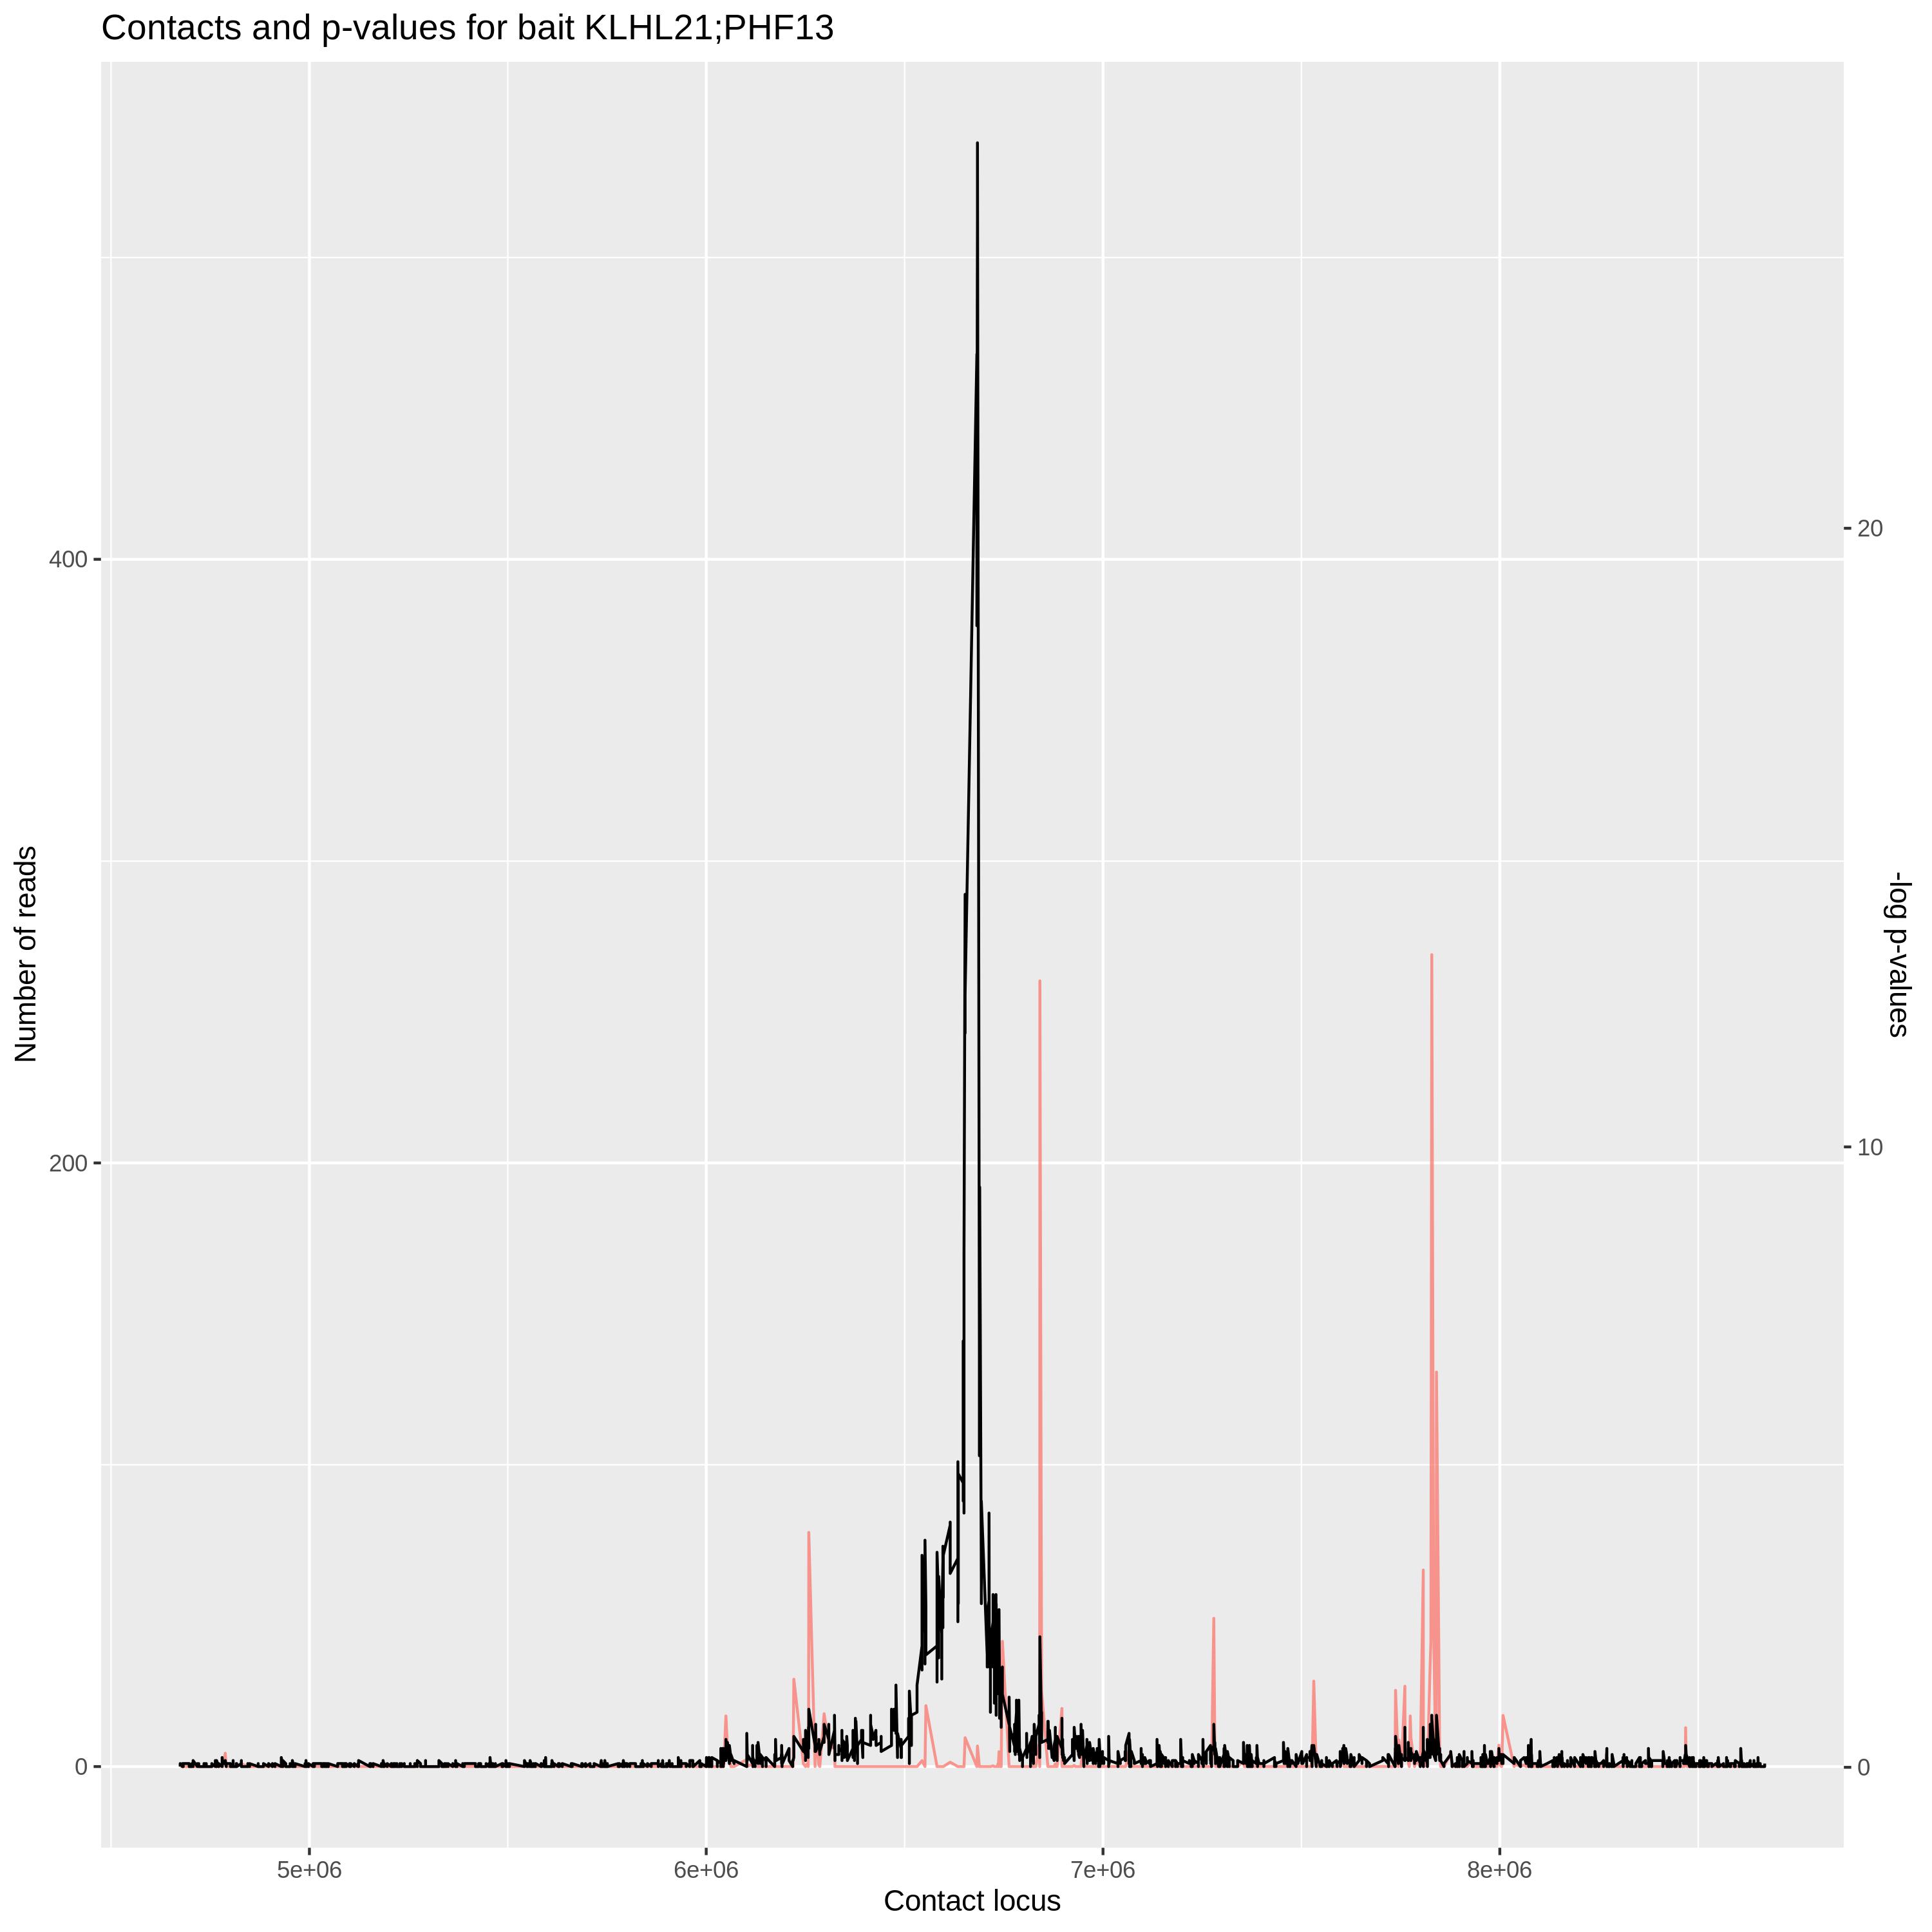 Contacts and p-values for bait KLHL21;PHF13
Number of reads
400
200
0
20
10
0
-log p-values
5e+06
6e+06
7e+06
8e+06
Contact locus